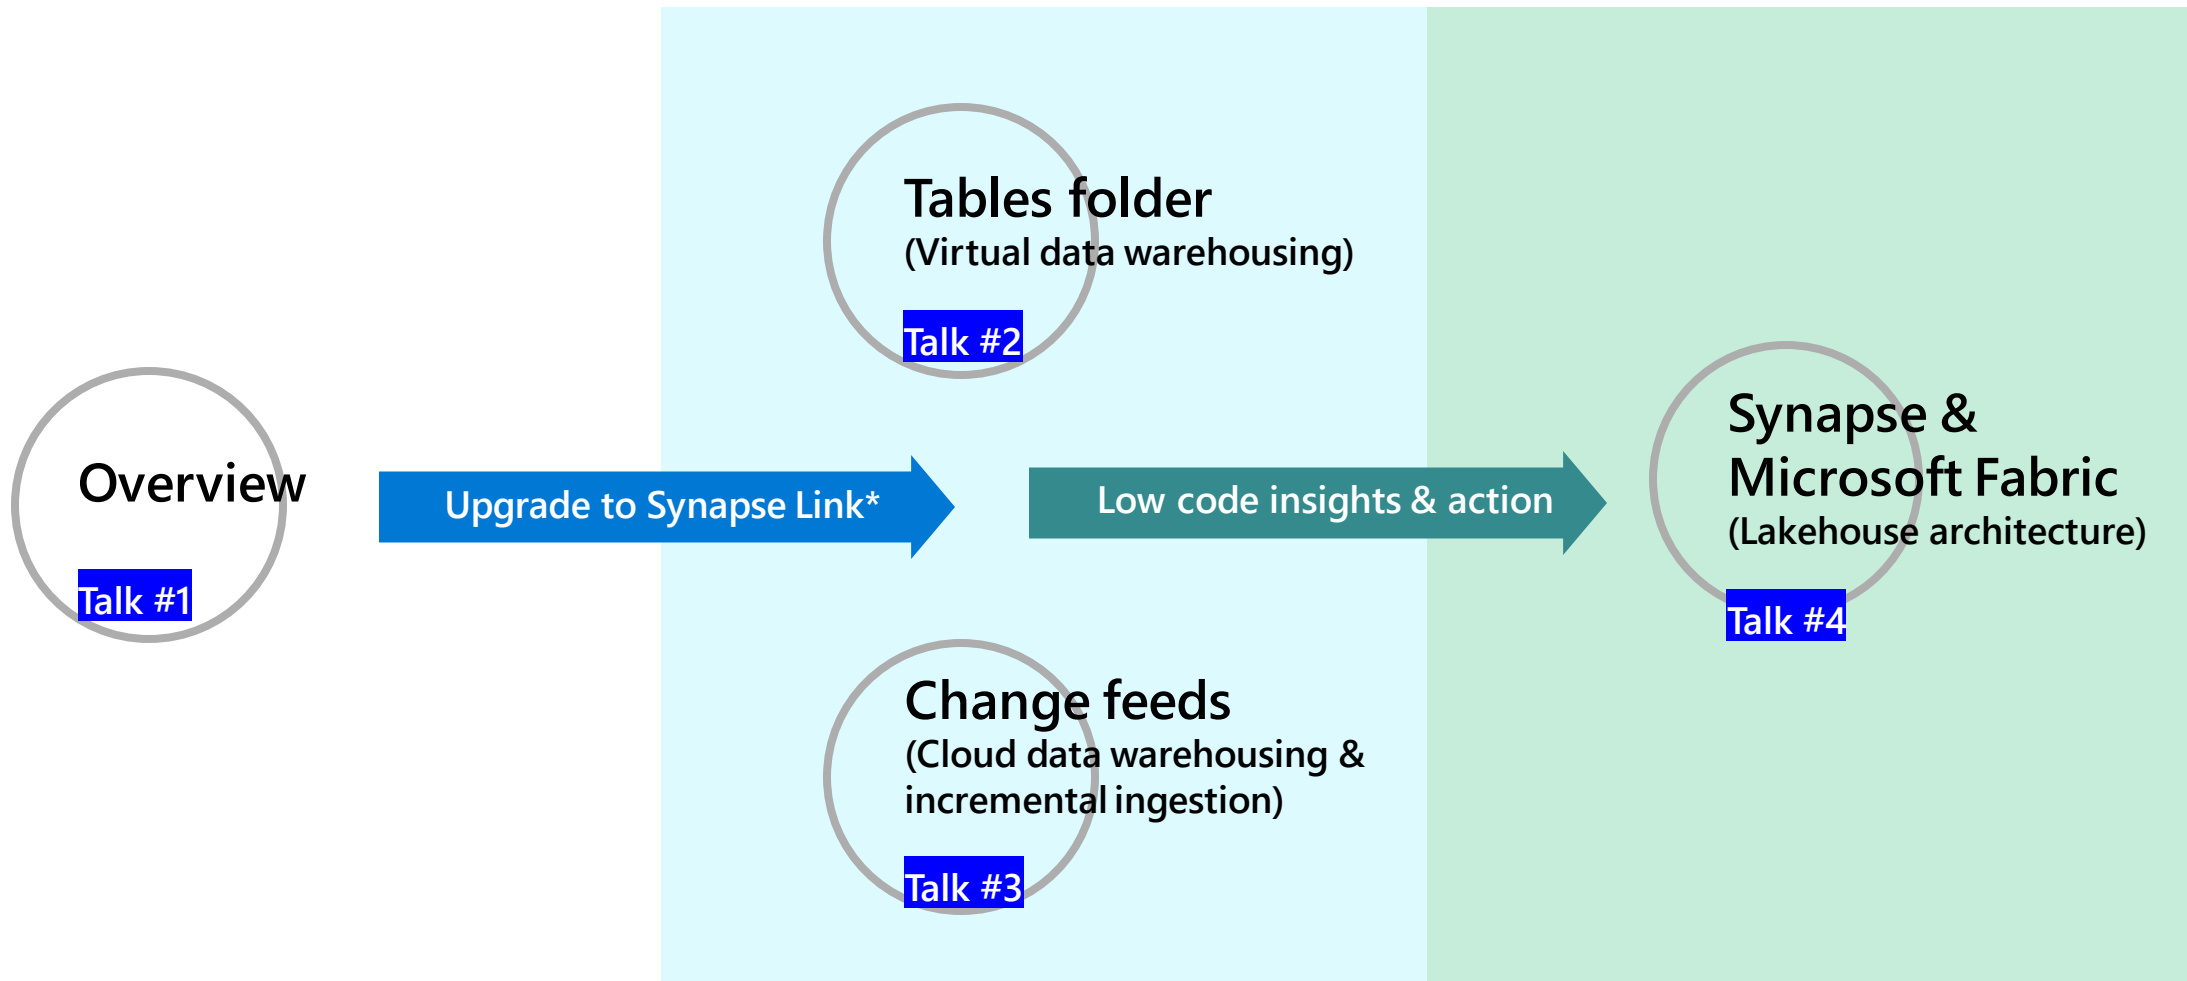 Overview
Talk #1
Upgrade to Synapse Link*
Tables folder
(Virtual data warehousing)
Talk #2
Change feeds
(Cloud data warehousing &
incremental ingestion)
Talk #3
Low code insights & action
Synapse &
Microsoft Fabric
(Lakehouse architecture)
Talk #4